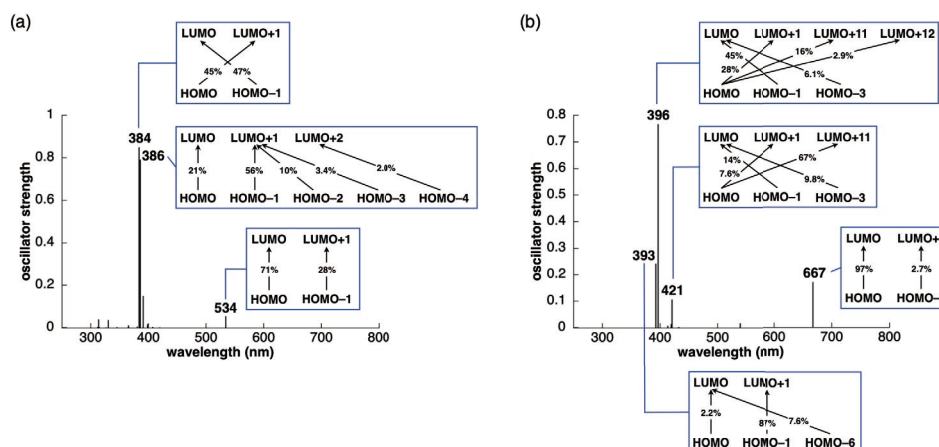 (a)
LUMO LUMO+1
45% 47%
HOMO HOMO−1
1
0.8
0.6
0.4
0.2
0
oscillator strength
384
386
LUMO LUMO+1 LUMO+2
21% 56% 10% 3.4% 2.8%
HOMO HOMO−1 HOMO−2 HOMO−3 HOMO−4
LUMO LUMO+1
71% 28%
HOMO HOMO−1
534
300 400 500 600 700 800
wavelength (nm)
(b)
LUMO LUMO+1 LUMO+11 LUMO+12
45% 16% 2.9%
28% 6.1%
HOMO HOMO−1 HOMO−3
0.8
0.7
0.6
0.5
0.4
0.3
0.2
0.1
0
oscillator strength
396
LUMO LUMO+1 LUMO+11
14% 67%
7.6% 9.8%
HOMO HOMO−1 HOMO−3
393
421
667
LUMO
97% 2.7%
HOMO
300 400 500 600 700 800
wavelength (nm)
LUMO LUMO+1
2.2% 87% 7.6%
HOMO HOMO−1 HOMO−6